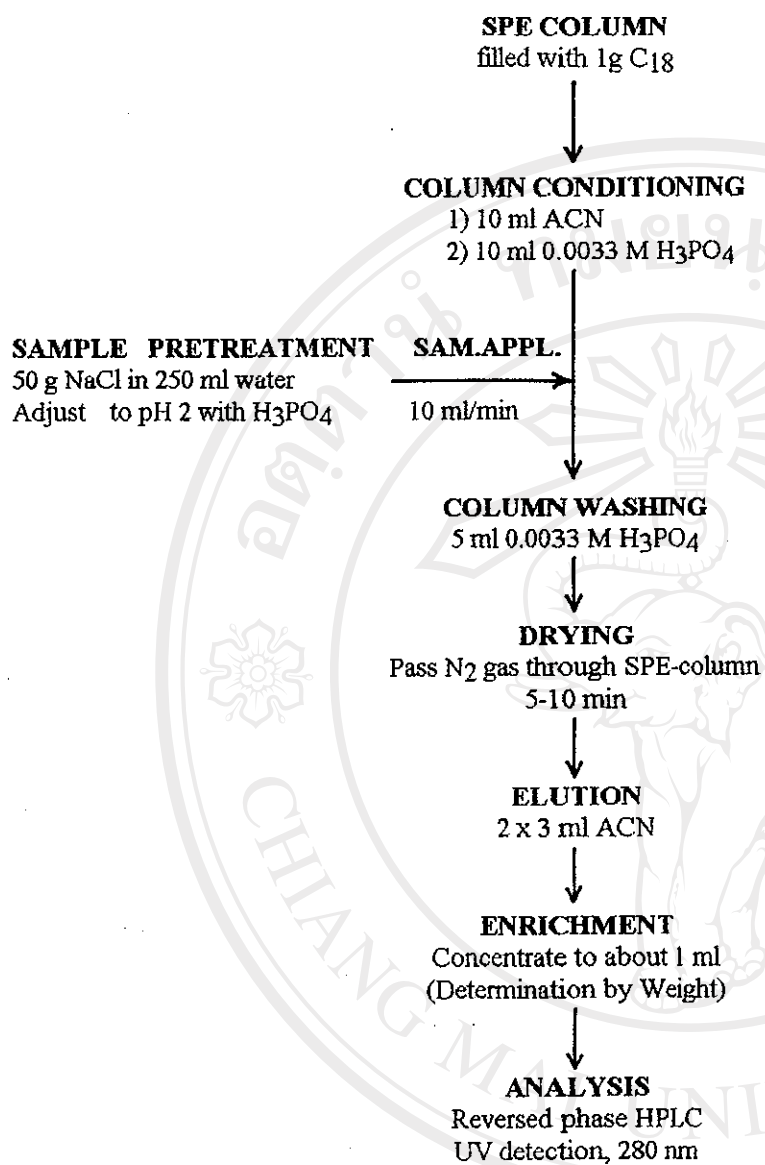 SPE COLUMN
filled with 1g C18
COLUMN CONDITIONING
1) 10 ml ACN
2) 10 ml 0.0033 M H3PO4
SAMPLE PRETREATMENT
50 g NaCl in 250 ml water
Adjust to pH 2 with H3PO4
SAM.APPL.
10 ml/min
COLUMN WASHING
5 ml 0.0033 M H3PO4
DRYING
Pass N2 gas through SPE-column
5-10 min
ELUTION
2 x 3 ml ACN
ENRICHMENT
Concentrate to about 1 ml
(Determination by Weight)
ANALYSIS
Reversed phase HPLC
UV detection, 280 nm
CHIANG MAI UNI